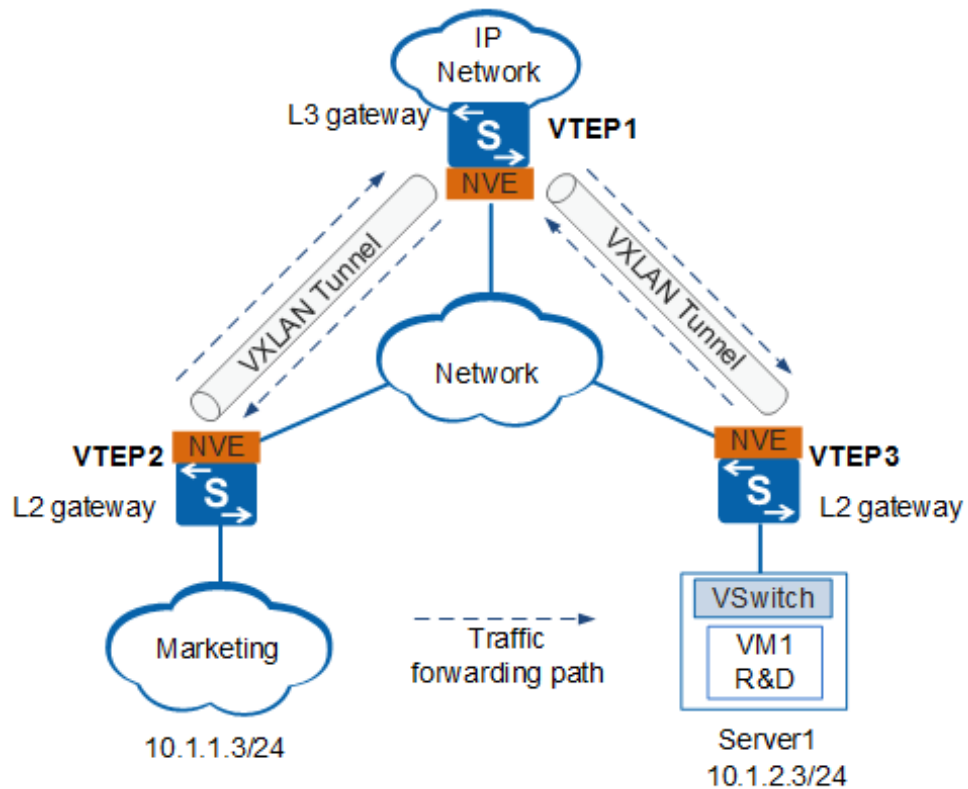 IP
Network
L3 gateway
S
VTEP1
NVE
VXLAN Tunnel
VXLAN Tunnel
Network
NVE
VTEP2
S
L2 gateway
NVE
VTEP3
S
L2 gateway
Marketing
10.1.1.3/24
Traffic
forwarding path
VSwitch
VM1
R&D
Server1
10.1.2.3/24